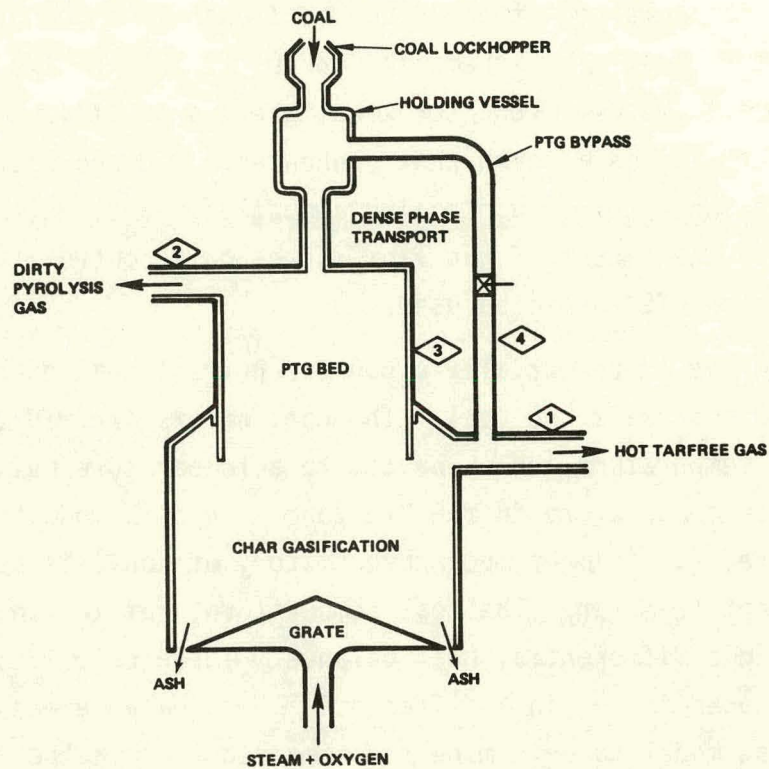 COAL
COAL LOCKHOPPER
HOLDING VESSEL
PTG BYPASS
DENSE PHASE
TRANSPORT
2
DIRTY
PYROLYSIS
GAS
PTG BED
3
4
1
HOT TARFREE GAS
CHAR GASIFICATION
GRATE
ASH
ASH
STEAM + OXYGEN